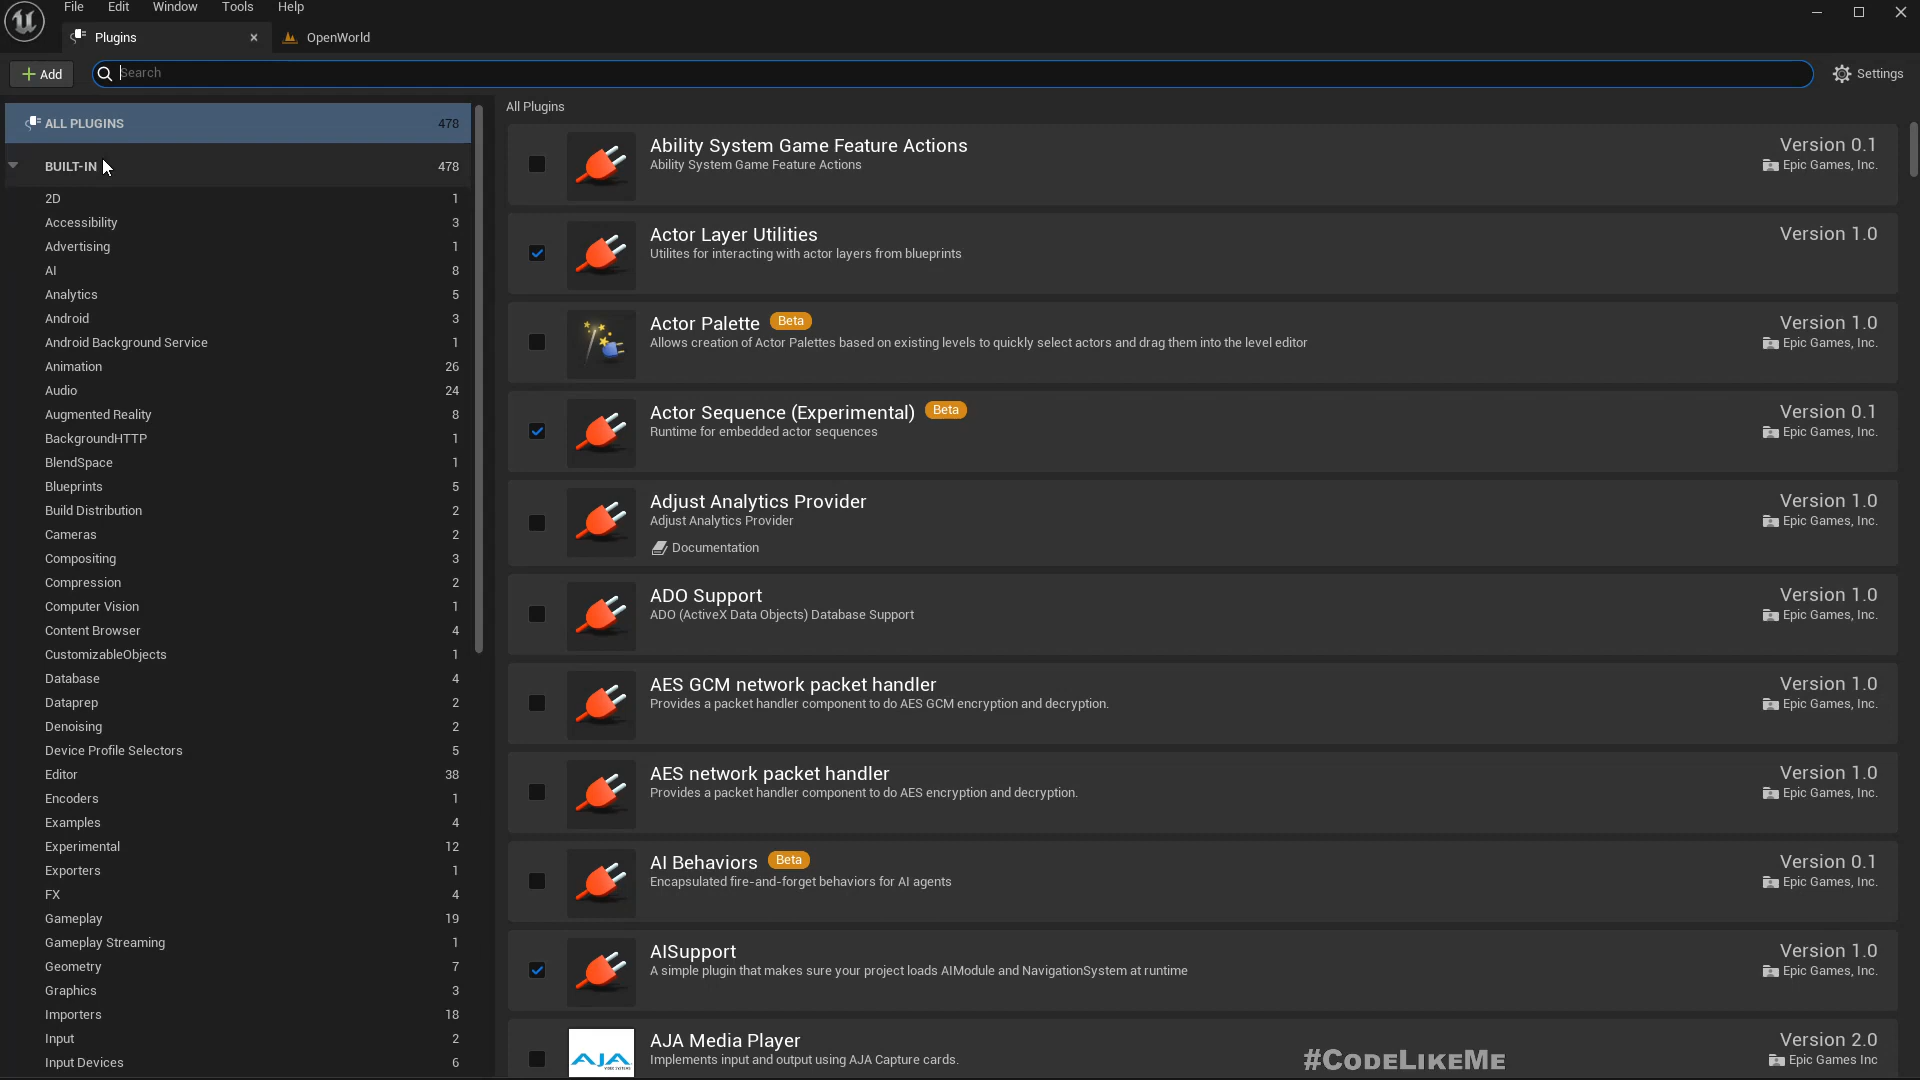 File Edit Window Tools Help
Plugins
OpenWorld
Add
Search
Settings
ALL PLUGINS 478
BUILT-IN 478
2D 1
Accessibility 3
Advertising 1
AI 8
Analytics 5
Android 3
Android Background Service 1
Animation 26
Audio 24
Augmented Reality 8
BackgroundHTTP 1
BlendSpace 1
Blueprints 5
Build Distribution 2
Cameras 2
Compositing 3
Compression 2
Computer Vision 1
Content Browser 4
CustomizableObjects 1
Database 4
Dataprep 2
Denoising 2
Device Profile Selectors 5
Editor 38
Encoders 1
Examples 4
Experimental 12
Exporters 1
FX 4
Gameplay 19
Gameplay Streaming 1
Geometry 7
Graphics 3
Importers 18
Input 2
Input Devices 6
All Plugins
Ability System Game Feature Actions Version 0.1
Ability System Game Feature Actions Epic Games, Inc.
Actor Layer Utilities Version 1.0
Utilites for interacting with actor layers from blueprints
Actor Palette Beta Version 1.0
Allows creation of Actor Palettes based on existing levels to quickly select actors and drag them into the level editor Epic Games, Inc.
Actor Sequence (Experimental) Beta Version 0.1
Runtime for embedded actor sequences Epic Games, Inc.
Adjust Analytics Provider Version 1.0
Adjust Analytics Provider Epic Games, Inc.
Documentation
ADO Support Version 1.0
ADO (ActiveX Data Objects) Database Support Epic Games, Inc.
AES GCM network packet handler Version 1.0
Provides a packet handler component to do AES GCM encryption and decryption. Epic Games, Inc.
AES network packet handler Version 1.0
Provides a packet handler component to do AES encryption and decryption. Epic Games, Inc.
AI Behaviors Beta Version 0.1
Encapsulated fire-and-forget behaviors for AI agents Epic Games, Inc.
AISupport Version 1.0
A simple plugin that makes sure your project loads AIModule and NavigationSystem at runtime Epic Games, Inc.
AJA
AJA Media Player Version 2.0
Implements input and output using AJA Capture cards. Epic Games Inc
#CODELIKEME